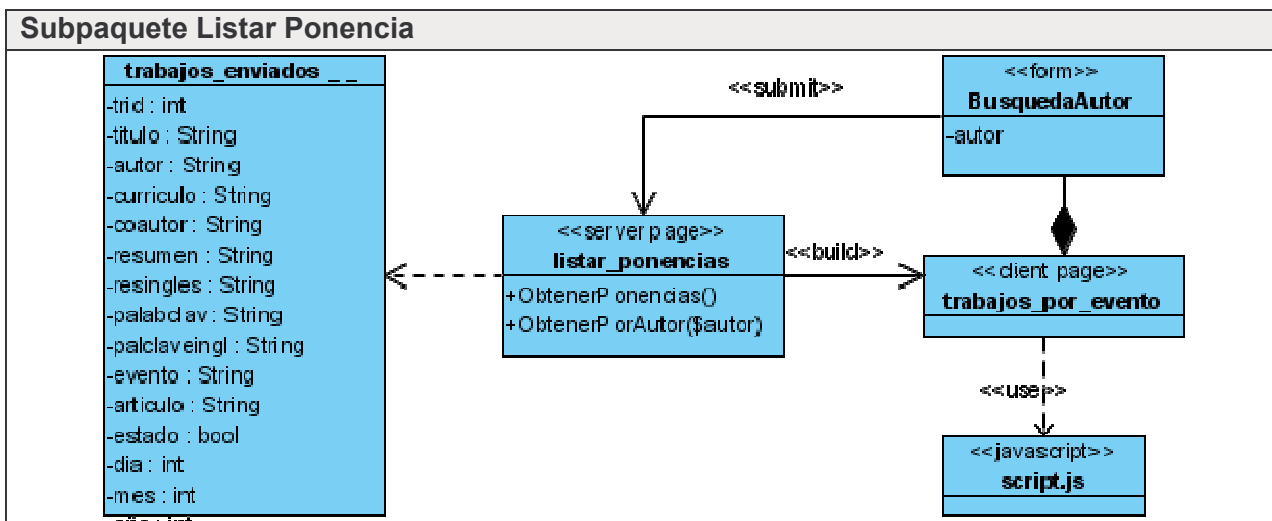 Subpaquete Listar Ponencia
trabajos_enviados _ _
-trid : int
-titulo : String
-autor : String
-curriculo : String
-coautor : String
-resumen : String
-resingles : String
-palabclav : String
-palclaveingl : String
-evento : String
-articulo : String
-estado : bool
-dia : int
-mes : int
<<submit>>
<<form>>
BusquedaAutor
-autor
<<server page>>
listar_ponencias
+ObtenerPonencias()
+ObtenerPorAutor($autor)
<<build>>
<<client page>>
trabajos_por_evento
<<use>>
<<javascript>>
script.js